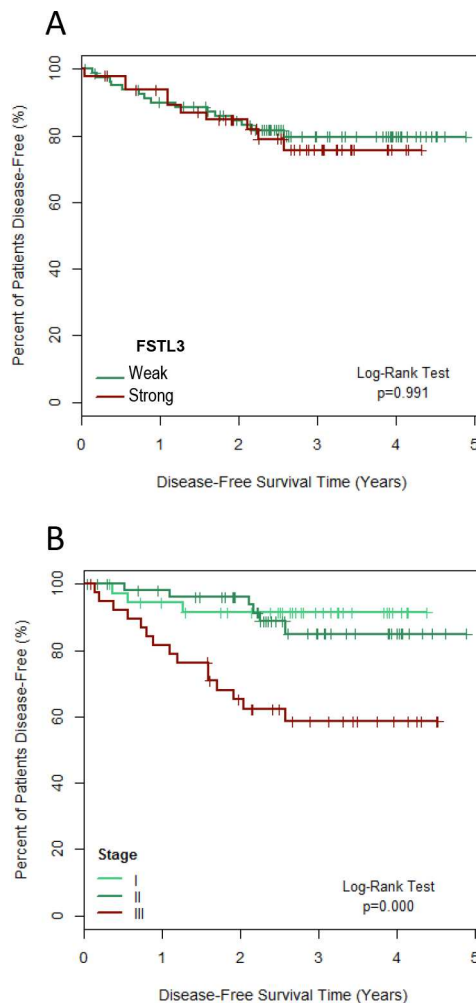 A
Percent of Patients Disease-Free (%)
100
80
60
40
20
0
FSTL3
Weak
Strong
Log-Rank Test
p=0.991
0 1 2 3 4 5
Disease-Free Survival Time (Years)
B
Percent of Patients Disease-Free (%)
100
80
60
40
20
0
Stage
I
II
III
Log-Rank Test
p=0.000
0 1 2 3 4 5
Disease-Free Survival Time (Years)